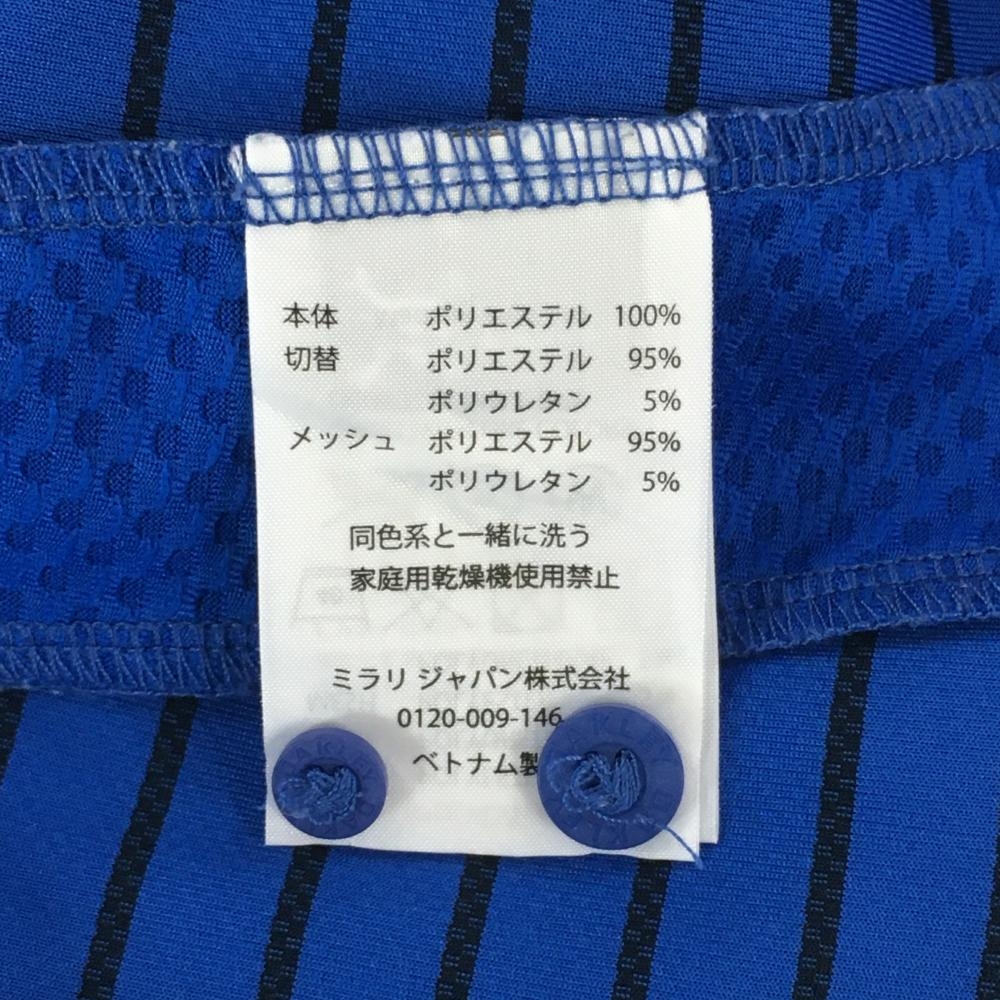 本体 ポリエステル 100%
切替 ポリエステル 95%
ポリウレタン 5%
メッシュ ポリエステル 95%
ポリウレタン 5%
同色系と一緒に洗う
家庭用乾燥機使用禁止
ミラリ ジャパン株式会社
0120-009-146
ベトナム製